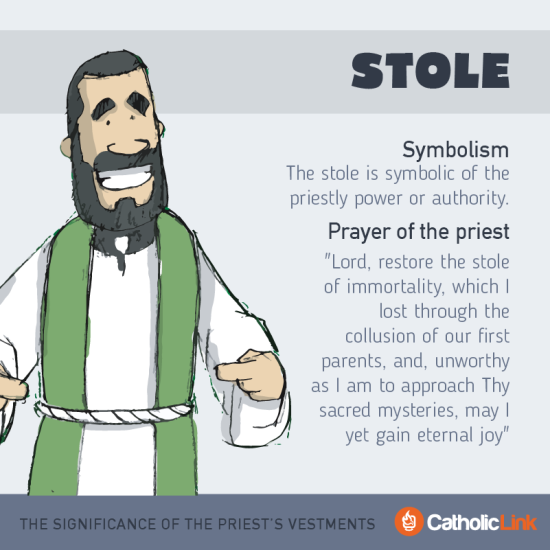 STOLE
Symbolism
The stole is symbolic of the
priestly power or authority.
Prayer of the priest
"Lord, restore the stole
of immortality, which I
lost through the
collusion of our first
parents, and, unworthy
as I am to approach Thy
sacred mysteries, may I
yet gain eternal joy"
THE SIGNIFICANCE OF THE PRIEST'S VESTMENTS
CatholicLink